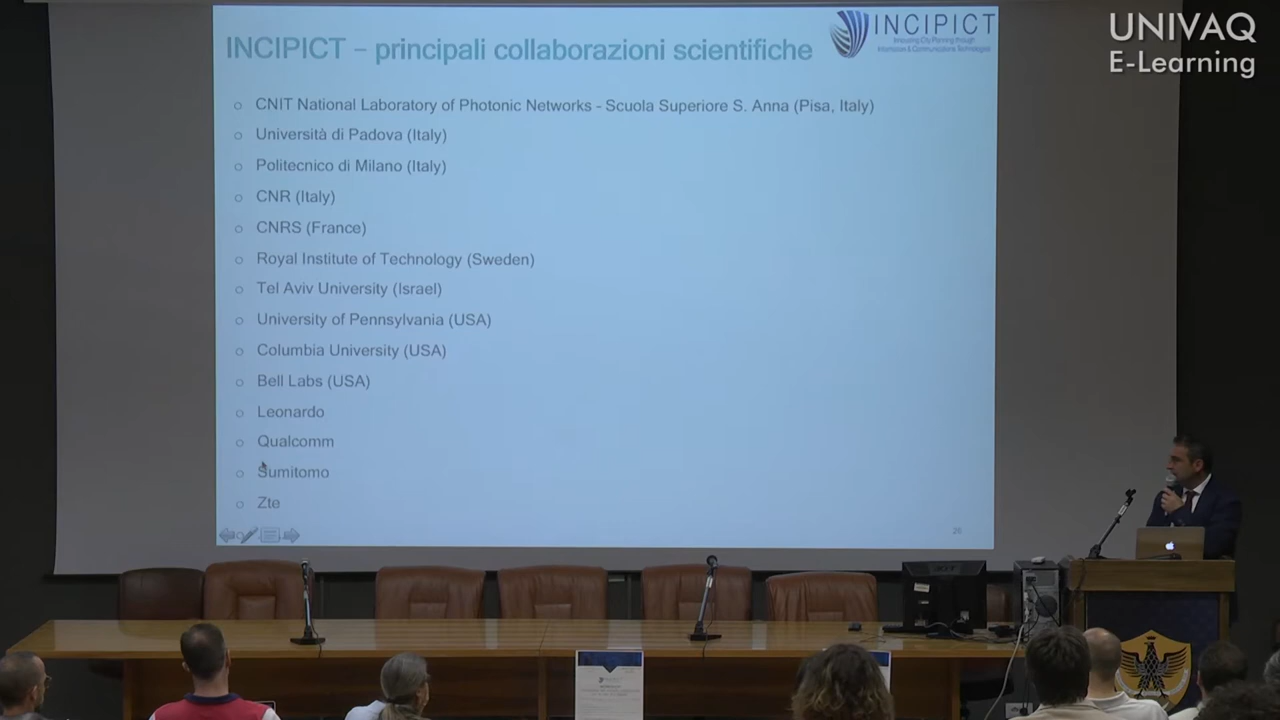 INCIPICT – principali collaborazioni scientifiche
INCIPICT
UNIVAQ
E-Learning
CNIT National Laboratory of Photonic Networks - Scuola Superiore S. Anna (Pisa, Italy)
Università di Padova (Italy)
Politecnico di Milano (Italy)
CNR (Italy)
CNRS (France)
Royal Institute of Technology (Sweden)
Tel Aviv University (Israel)
University of Pennsylvania (USA)
Columbia University (USA)
Bell Labs (USA)
Leonardo
Qualcomm
Sumitomo
Zte